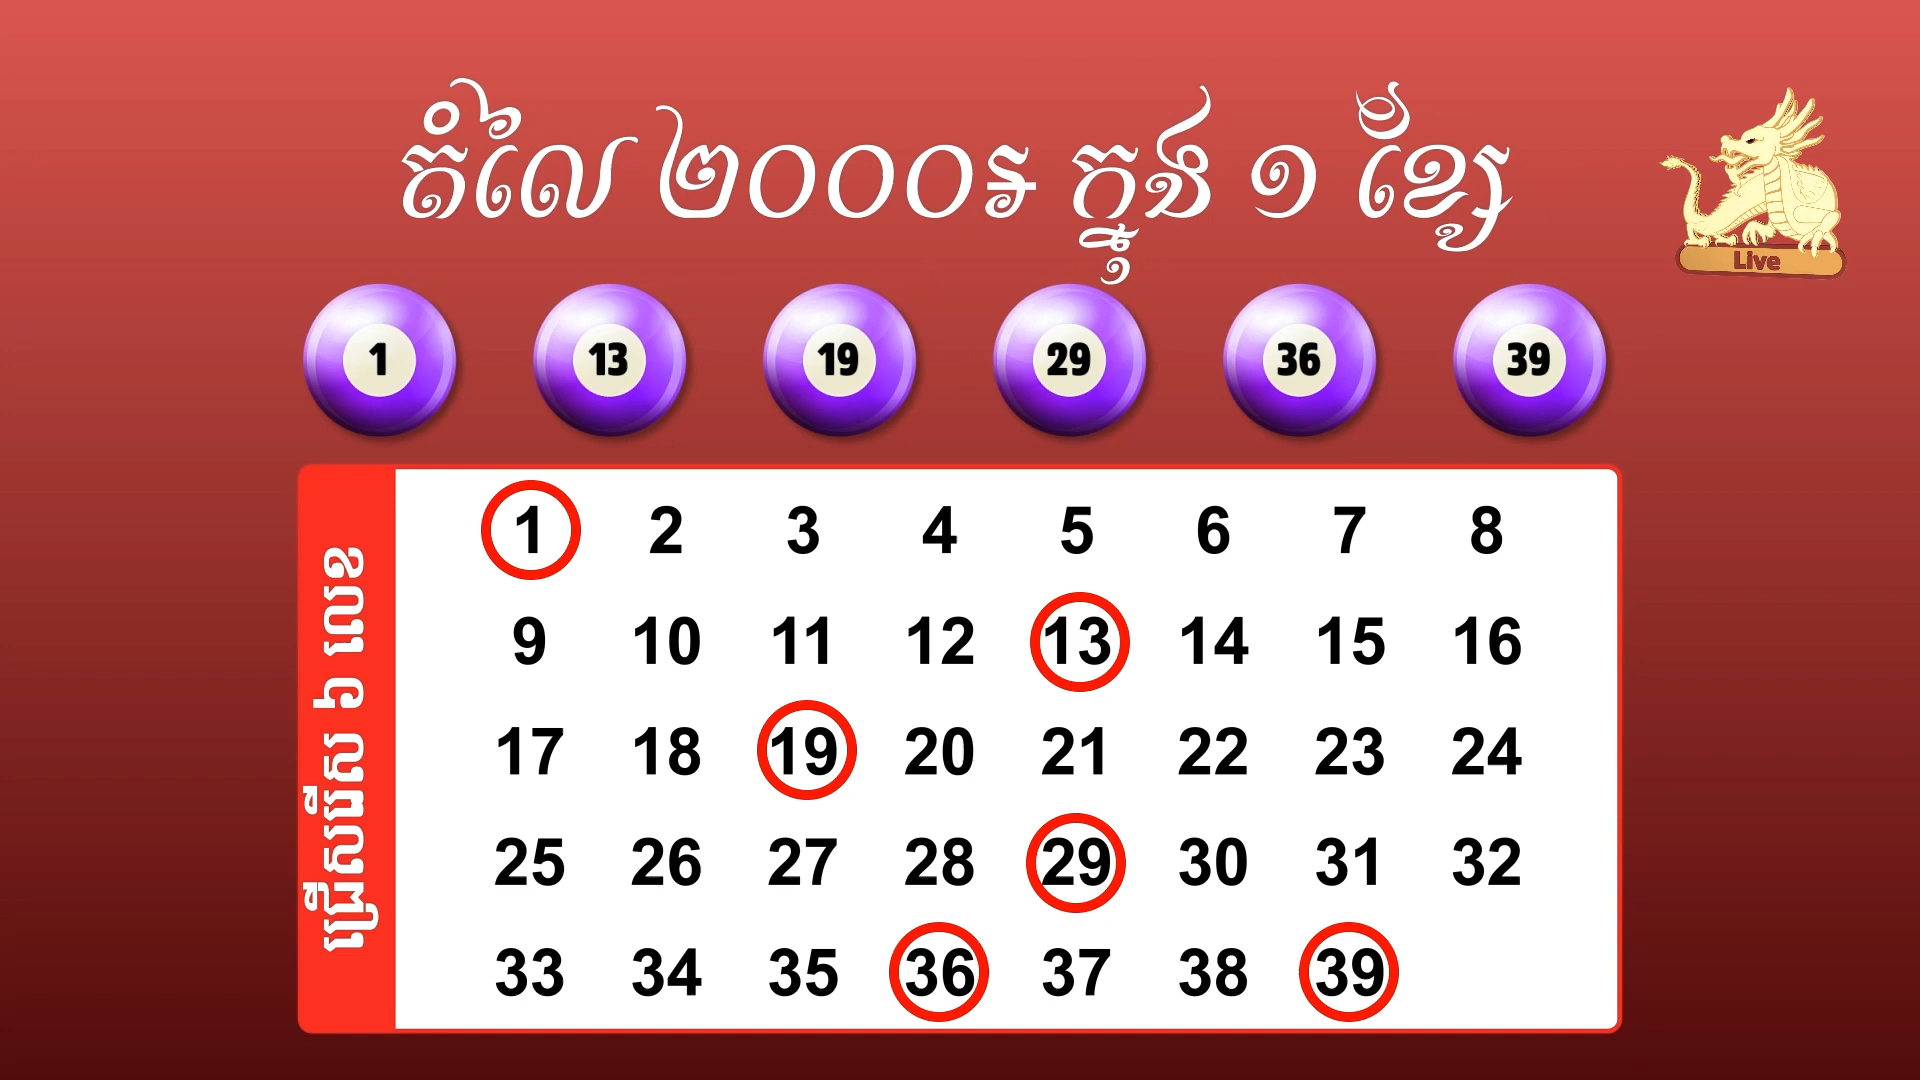 តំលៃ ២០០០៛ ក្នុង ១ ខ្សែ
Live
1 13 19 29 36 39
ជ្រើសរើស ៦ លេខ
1 2 3 4 5 6 7 8
9 10 11 12 13 14 15 16
17 18 19 20 21 22 23 24
25 26 27 28 29 30 31 32
33 34 35 36 37 38 39